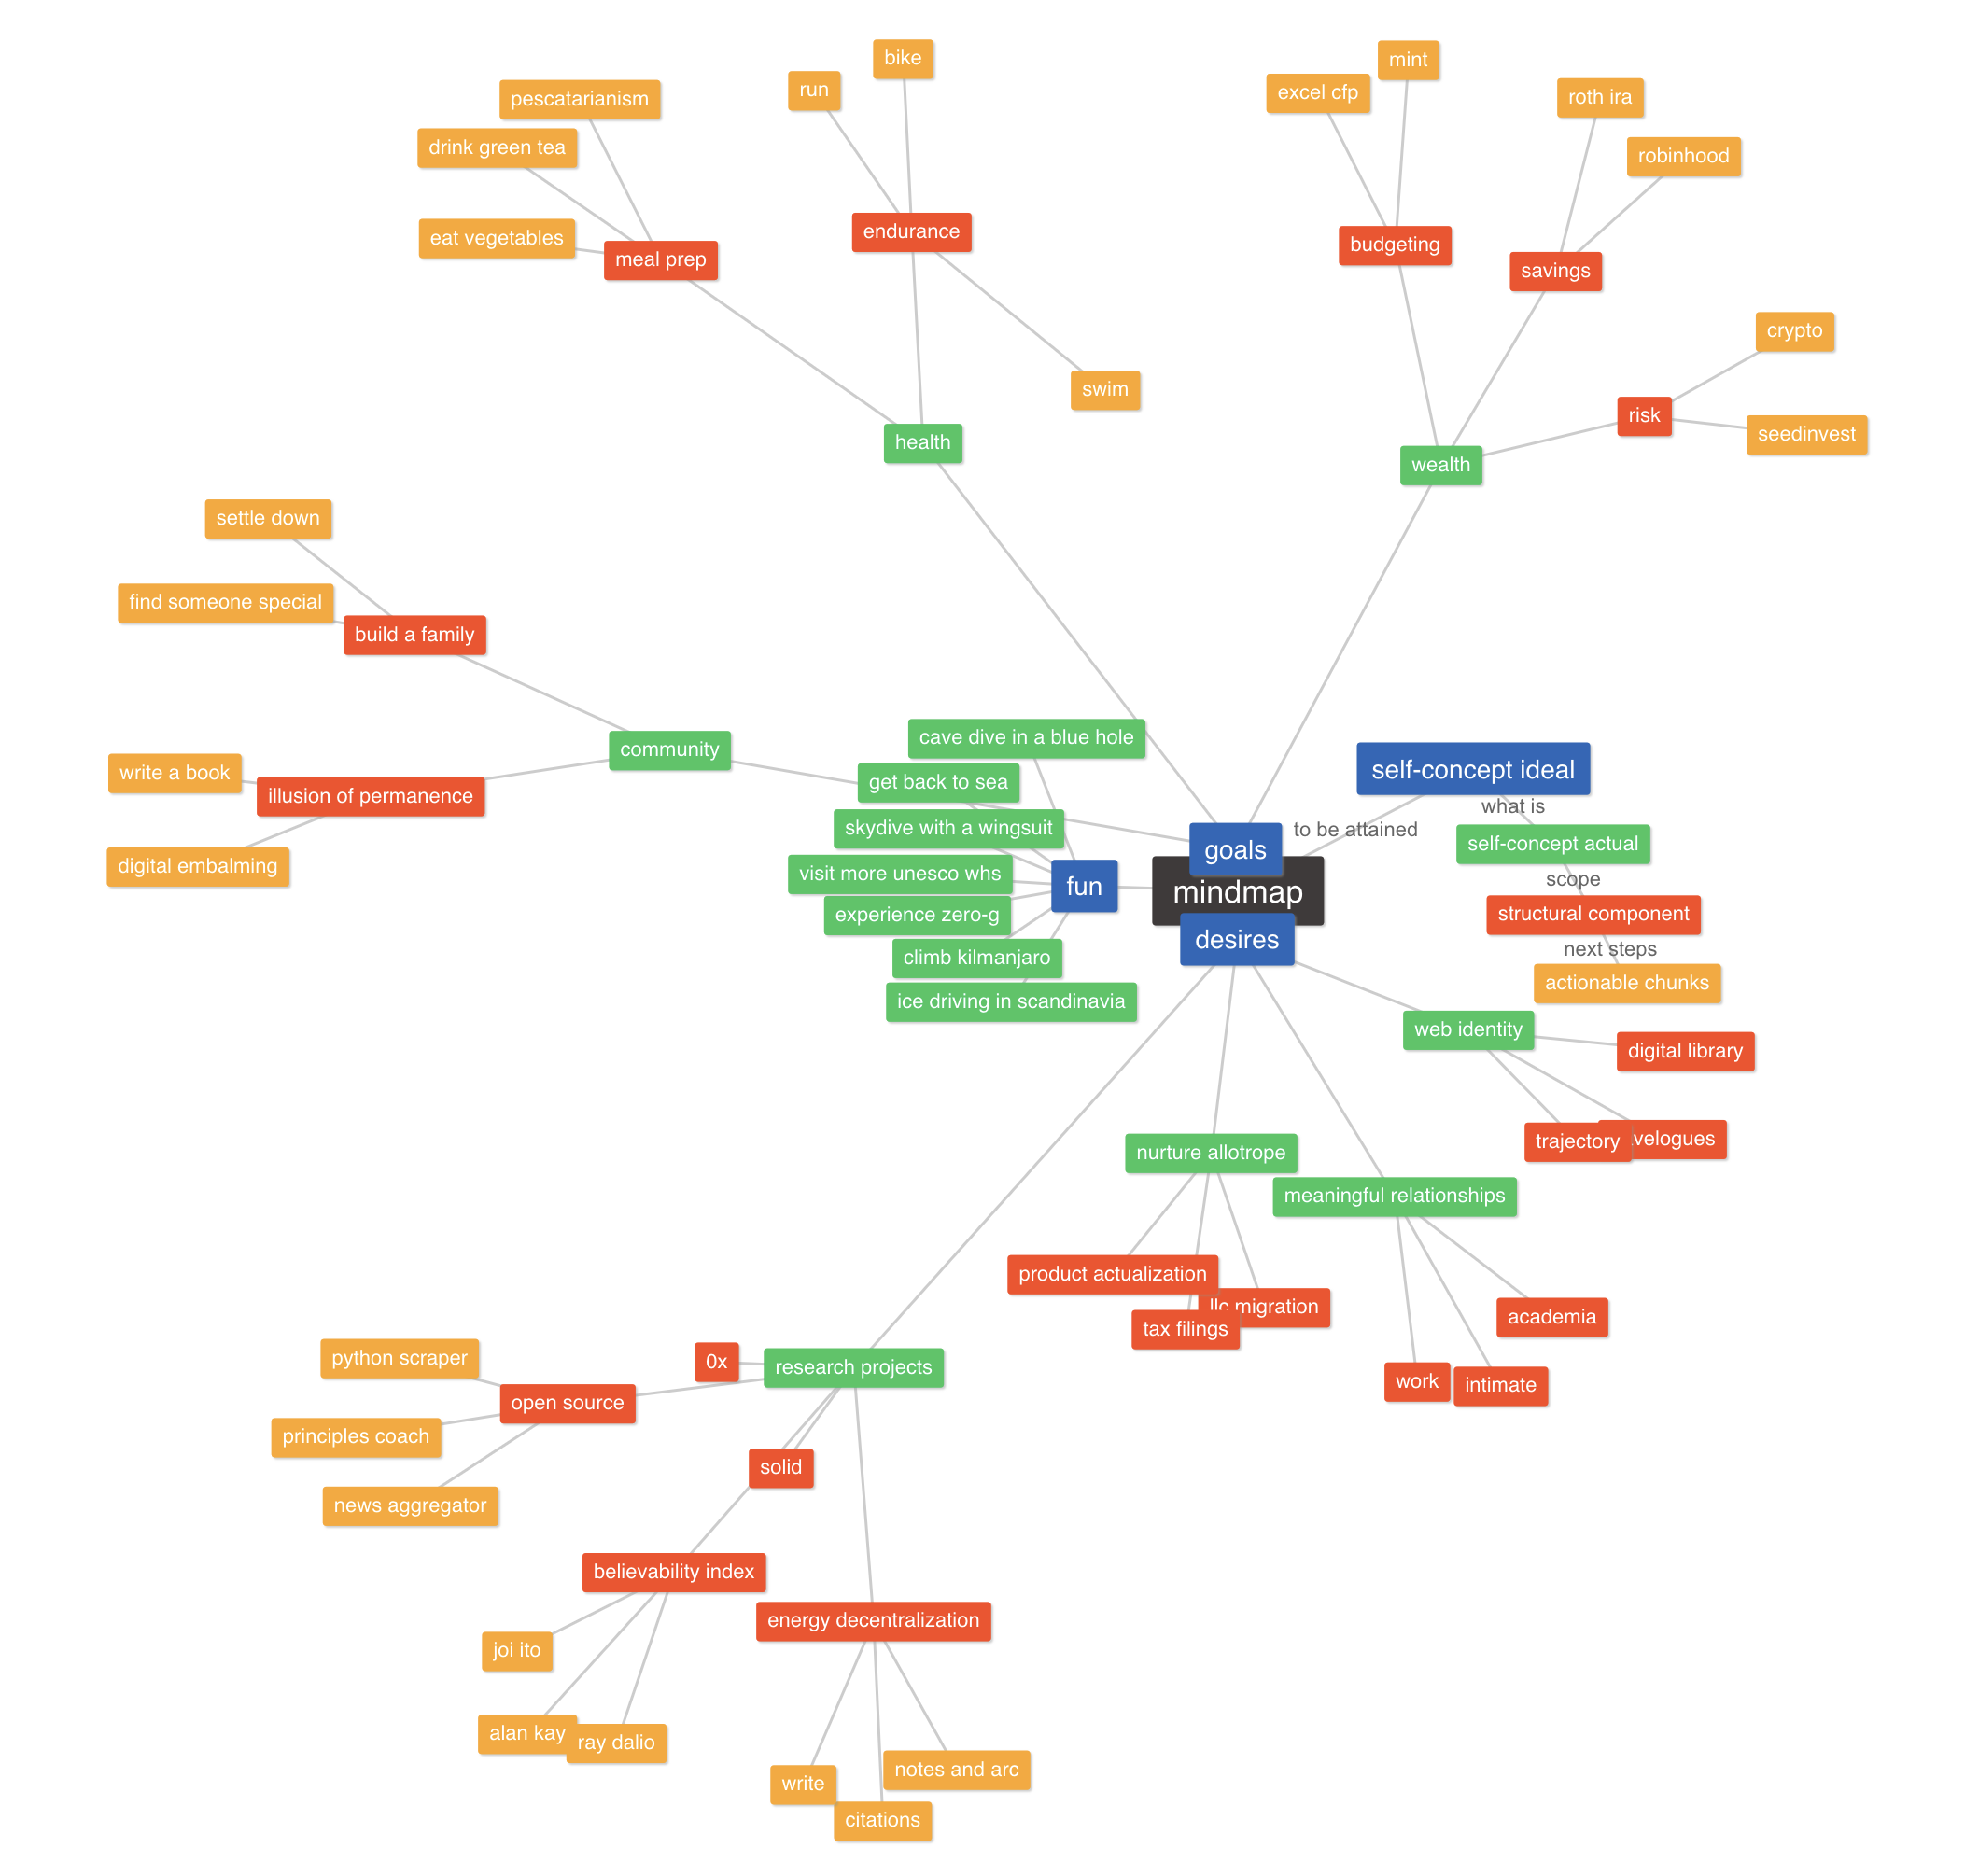 bike
mint
run
excel cfp
pescatarianism
roth ira
drink green tea
robinhood
eat vegetables
endurance
budgeting
meal prep
savings
crypto
swim
risk
seedinvest
health
wealth
settle down
find someone special
build a family
cave dive in a blue hole
community
self-concept ideal
write a book
get back to sea
illusion of permanence
what is
skydive with a wingsuit
to be attained
self-concept actual
goals
digital embalming
visit more unesco whs
scope
fun
mindmap
experience zero-g
structural component
desires
next steps
climb kilmanjaro
actionable chunks
ice driving in scandinavia
web identity
digital library
trajectory
velogues
nurture allotrope
meaningful relationships
product actualization
llc migration
tax filings
academia
python scraper
0x
research projects
work
intimate
open source
principles coach
solid
news aggregator
believability index
energy decentralization
joi ito
alan kay
ray dalio
notes and arc
write
citations